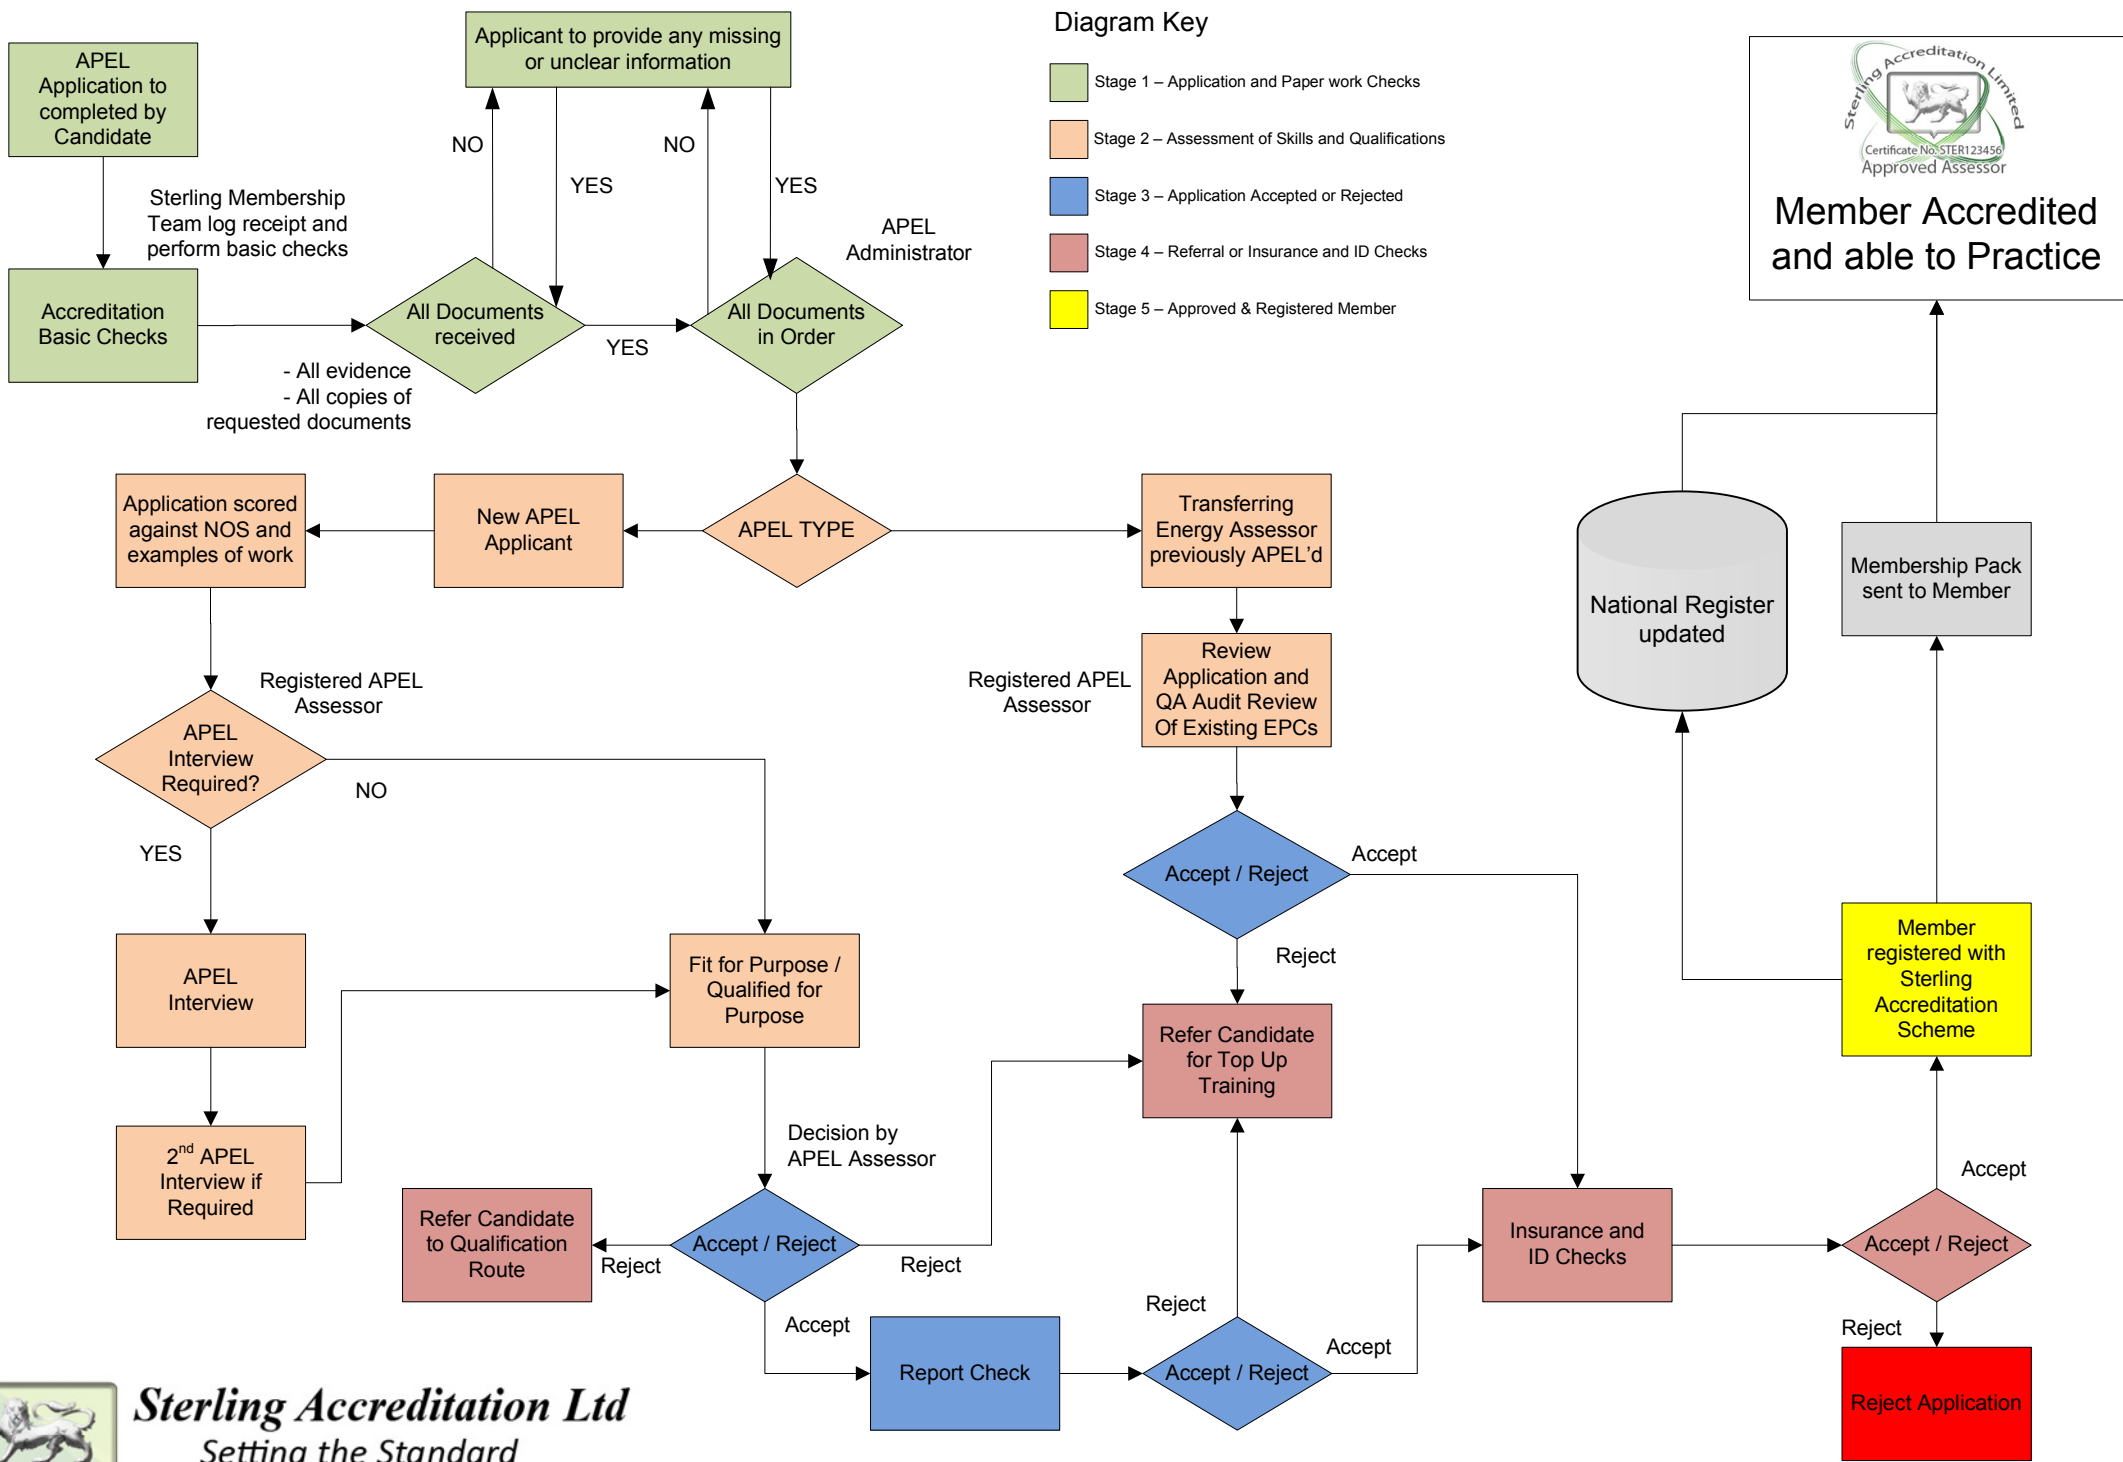 APEL
Application to
completed by
Candidate
Applicant to provide any missing
or unclear information
Diagram Key
Stage 1 – Application and Paper work Checks
Stage 2 – Assessment of Skills and Qualifications
Stage 3 – Application Accepted or Rejected
Stage 4 – Referral or Insurance and ID Checks
Stage 5 – Approved & Registered Member
Sterling Accreditation Limited
Certificate No. STER123456
Approved Assessor
Member Accredited
and able to Practice
NO
YES
NO
YES
Sterling Membership
Team log receipt and
perform basic checks
APEL
Administrator
Accreditation
Basic Checks
All Documents
received
YES
All Documents
in Order
- All evidence
- All copies of
requested documents
Application scored
against NOS and
examples of work
New APEL
Applicant
APEL TYPE
Transferring
Energy Assessor
previously APEL’d
National Register
updated
Membership Pack
sent to Member
Registered APEL
Assessor
Registered APEL
Assessor
Review
Application and
QA Audit Review
Of Existing EPCs
APEL
Interview
Required?
NO
YES
Accept / Reject
Accept
Reject
APEL
Interview
Fit for Purpose /
Qualified for
Purpose
Member
registered with
Sterling
Accreditation
Scheme
Refer Candidate
for Top Up
Training
2nd APEL
Interview if
Required
Decision by
APEL Assessor
Refer Candidate
to Qualification
Route
Reject
Accept / Reject
Reject
Accept
Insurance and
ID Checks
Accept
Accept / Reject
Reject
Reject Application
Report Check
Reject
Accept / Reject
Accept
Sterling Accreditation Ltd
Setting the Standard